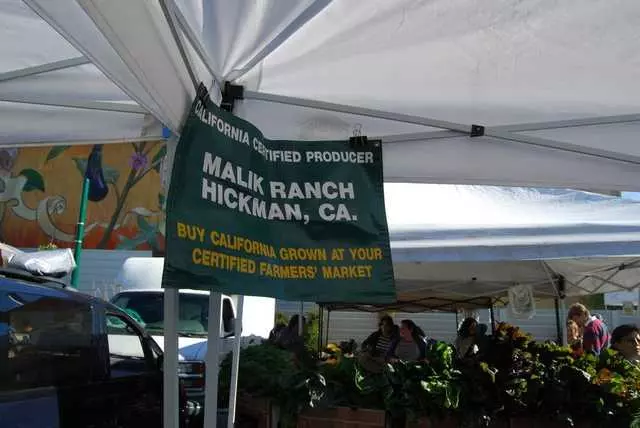 CALIFORNIA CERTIFIED PRODUCER
MALIK RANCH
HICKMAN, CA.
BUY CALIFORNIA GROWN AT YOUR
CERTIFIED FARMERS' MARKET